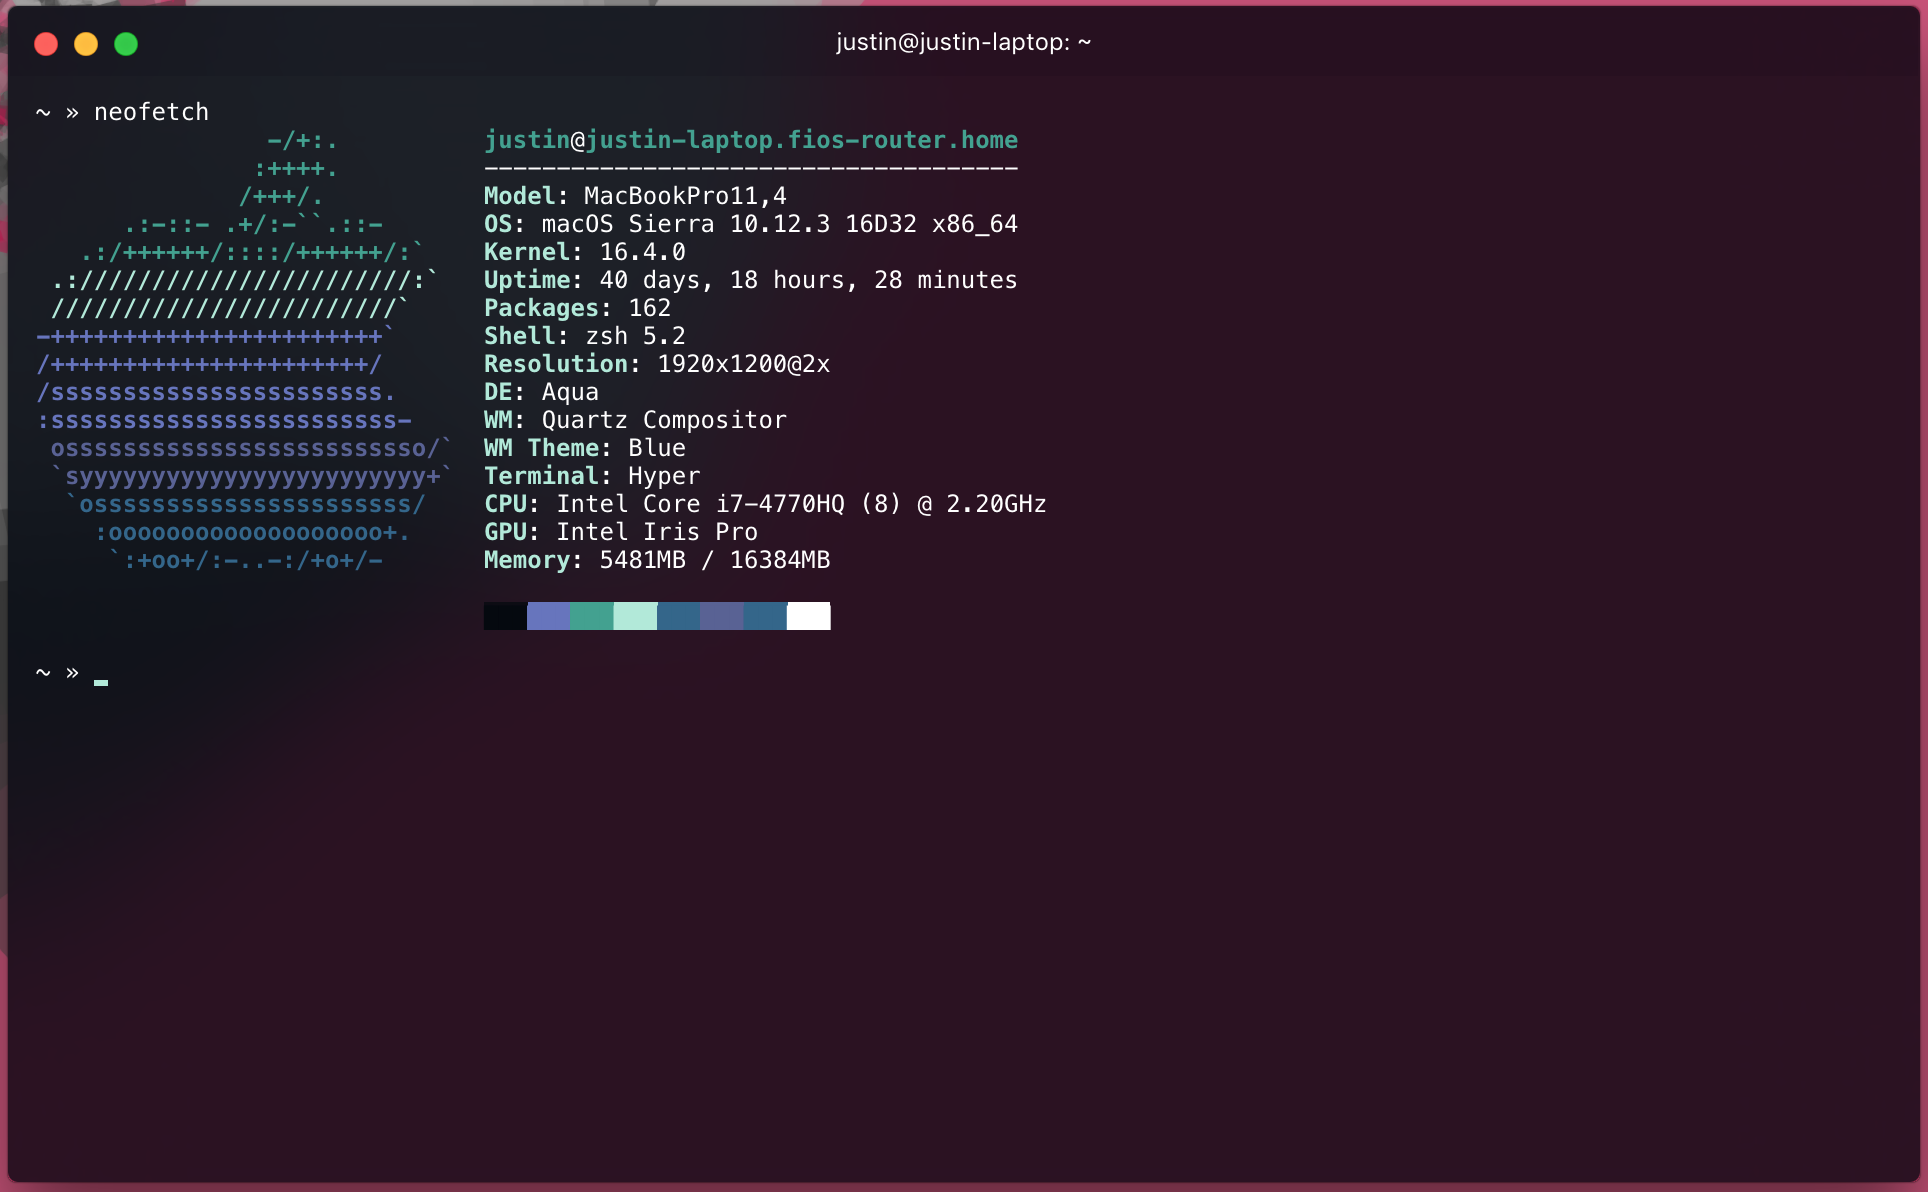 justin@justin-laptop: ~
~ » neofetch
-/+:.
:++++.
/+++/.
.:-::- .+/:-``.::-
.:/++++++/::::/++++++/:`
.:///////////////////////:`
////////////////////////`
-+++++++++++++++++++++++`
/++++++++++++++++++++++/
/sssssssssssssssssssssss.
:ssssssssssssssssssssssss-
osssssssssssssssssssssssso/`
`syyyyyyyyyyyyyyyyyyyyyyyy+`
`ossssssssssssssssssssss/
:ooooooooooooooooooo+.
`:+oo+/:-..-:/+o+/-
justin@justin-laptop.fios-router.home
-------------------------------------
Model: MacBookPro11,4
OS: macOS Sierra 10.12.3 16D32 x86_64
Kernel: 16.4.0
Uptime: 40 days, 18 hours, 28 minutes
Packages: 162
Shell: zsh 5.2
Resolution: 1920x1200@2x
DE: Aqua
WM: Quartz Compositor
WM Theme: Blue
Terminal: Hyper
CPU: Intel Core i7-4770HQ (8) @ 2.20GHz
GPU: Intel Iris Pro
Memory: 5481MB / 16384MB
~ » _